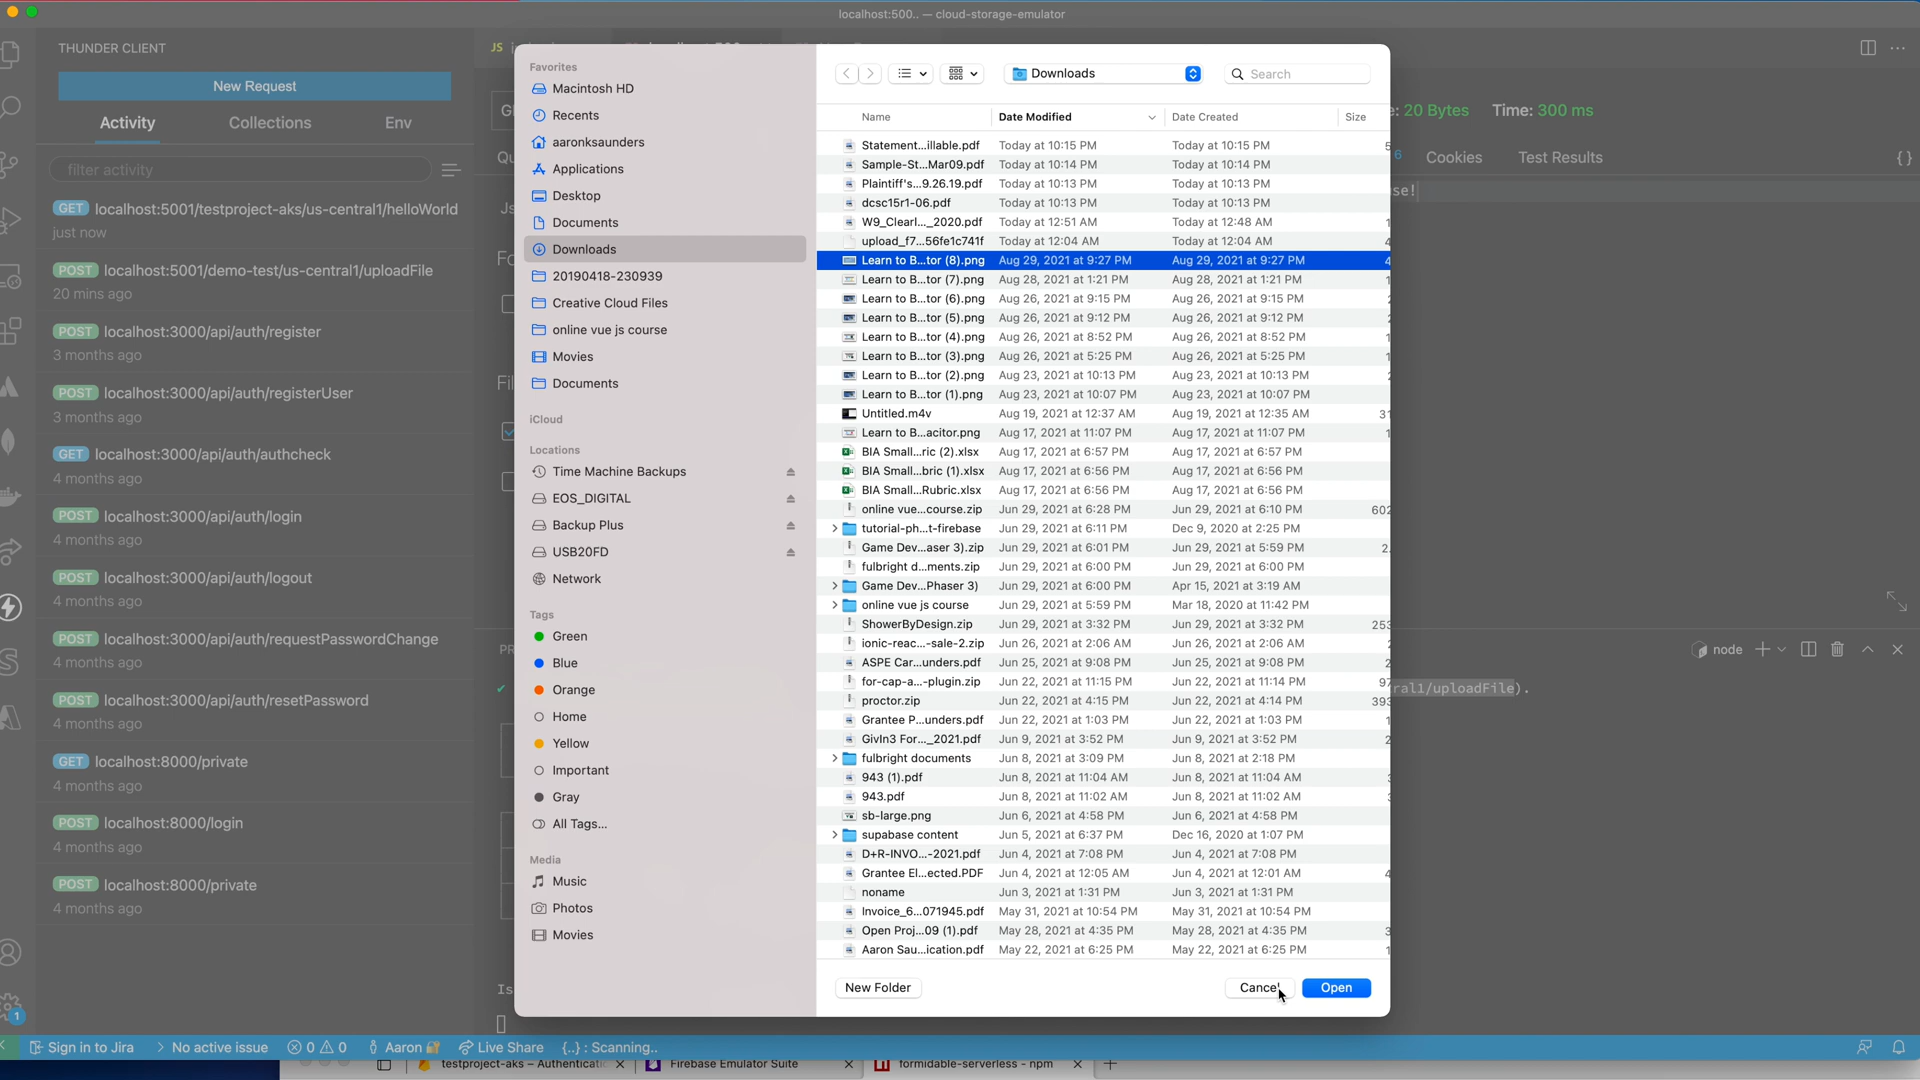 localhost:500.. — cloud-storage-emulator
THUNDER CLIENT
New Request
Activity
Collections
Env
filter activity
GET localhost:5001/testproject-aks/us-central1/helloWorld
just now
POST localhost:5001/demo-test/us-central1/uploadFile
20 mins ago
POST localhost:3000/api/auth/register
3 months ago
POST localhost:3000/api/auth/registerUser
3 months ago
GET localhost:3000/api/auth/authcheck
4 months ago
POST localhost:3000/api/auth/login
4 months ago
POST localhost:3000/api/auth/logout
4 months ago
POST localhost:3000/api/auth/requestPasswordChange
4 months ago
POST localhost:3000/api/auth/resetPassword
4 months ago
GET localhost:8000/private
4 months ago
POST localhost:8000/login
4 months ago
POST localhost:8000/private
4 months ago
JS
Favorites
Macintosh HD
Recents
aaronksaunders
Applications
Desktop
Documents
Downloads
20190418-230939
Creative Cloud Files
online vue js course
Movies
Documents
iCloud
Locations
Time Machine Backups
EOS_DIGITAL
Backup Plus
USB20FD
Network
Tags
Green
Blue
Orange
Home
Yellow
Important
Gray
All Tags...
Media
Music
Photos
Movies
Downloads
Search
Name Date Modified Date Created Size
Statement...illable.pdf Today at 10:15 PM Today at 10:15 PM
Sample-St...Mar09.pdf Today at 10:14 PM Today at 10:14 PM
Plaintiff's...9.26.19.pdf Today at 10:13 PM Today at 10:13 PM
dcsc15r1-06.pdf Today at 10:13 PM Today at 10:13 PM
W9_Clearl..._2020.pdf Today at 12:51 AM Today at 12:48 AM
upload_f7...56fe1c741f Today at 12:04 AM Today at 12:04 AM
Learn to B...tor (8).png Aug 29, 2021 at 9:27 PM Aug 29, 2021 at 9:27 PM
Learn to B...tor (7).png Aug 28, 2021 at 1:21 PM Aug 28, 2021 at 1:21 PM
Learn to B...tor (6).png Aug 26, 2021 at 9:15 PM Aug 26, 2021 at 9:15 PM
Learn to B...tor (5).png Aug 26, 2021 at 9:12 PM Aug 26, 2021 at 9:12 PM
Learn to B...tor (4).png Aug 26, 2021 at 8:52 PM Aug 26, 2021 at 8:52 PM
Learn to B...tor (3).png Aug 26, 2021 at 5:25 PM Aug 26, 2021 at 5:25 PM
Learn to B...tor (2).png Aug 23, 2021 at 10:13 PM Aug 23, 2021 at 10:13 PM
Learn to B...tor (1).png Aug 23, 2021 at 10:07 PM Aug 23, 2021 at 10:07 PM
Untitled.m4v Aug 19, 2021 at 12:37 AM Aug 19, 2021 at 12:35 AM 31
Learn to B...acitor.png Aug 17, 2021 at 11:07 PM Aug 17, 2021 at 11:07 PM
BIA Small...ric (2).xlsx Aug 17, 2021 at 6:57 PM Aug 17, 2021 at 6:57 PM
BIA Small...bric (1).xlsx Aug 17, 2021 at 6:56 PM Aug 17, 2021 at 6:56 PM
BIA Small...Rubric.xlsx Aug 17, 2021 at 6:56 PM Aug 17, 2021 at 6:56 PM
online vue...course.zip Jun 29, 2021 at 6:28 PM Jun 29, 2021 at 6:10 PM 602
tutorial-ph...t-firebase Jun 29, 2021 at 6:11 PM Dec 9, 2020 at 2:25 PM
Game Dev...aser 3).zip Jun 29, 2021 at 6:01 PM Jun 29, 2021 at 5:59 PM 2.
fulbright d...ments.zip Jun 29, 2021 at 6:00 PM Jun 29, 2021 at 6:00 PM
Game Dev...Phaser 3) Jun 29, 2021 at 6:00 PM Apr 15, 2021 at 3:19 AM
online vue js course Jun 29, 2021 at 5:59 PM Mar 18, 2020 at 11:42 PM
ShowerByDesign.zip Jun 29, 2021 at 3:32 PM Jun 29, 2021 at 3:32 PM 253
ionic-reac...-sale-2.zip Jun 26, 2021 at 2:06 AM Jun 26, 2021 at 2:06 AM
ASPE Car...unders.pdf Jun 25, 2021 at 9:08 PM Jun 25, 2021 at 9:08 PM
for-cap-a...-plugin.zip Jun 22, 2021 at 11:15 PM Jun 22, 2021 at 11:14 PM 97
proctor.zip Jun 22, 2021 at 4:15 PM Jun 22, 2021 at 4:14 PM 393
Grantee P...unders.pdf Jun 22, 2021 at 1:03 PM Jun 22, 2021 at 1:03 PM
GivIn3 For..._2021.pdf Jun 9, 2021 at 3:52 PM Jun 9, 2021 at 3:52 PM
fulbright documents Jun 8, 2021 at 3:09 PM Jun 8, 2021 at 2:18 PM
943 (1).pdf Jun 8, 2021 at 11:04 AM Jun 8, 2021 at 11:04 AM
943.pdf Jun 8, 2021 at 11:02 AM Jun 8, 2021 at 11:02 AM
sb-large.png Jun 6, 2021 at 4:58 PM Jun 6, 2021 at 4:58 PM
supabase content Jun 5, 2021 at 6:37 PM Dec 16, 2020 at 1:07 PM
D+R-INVO...-2021.pdf Jun 4, 2021 at 7:08 PM Jun 4, 2021 at 7:08 PM
Grantee El...ected.PDF Jun 4, 2021 at 12:05 AM Jun 4, 2021 at 12:01 AM
noname Jun 3, 2021 at 1:31 PM Jun 3, 2021 at 1:31 PM
Invoice_6...071945.pdf May 31, 2021 at 10:54 PM May 31, 2021 at 10:54 PM
Open Proj...09 (1).pdf May 28, 2021 at 4:35 PM May 28, 2021 at 4:35 PM
Aaron Sau...ication.pdf May 22, 2021 at 6:25 PM May 22, 2021 at 6:25 PM
New Folder
Cancel
Open
20 Bytes Time: 300 ms
6 Cookies Test Results {}
se!
node
ral1/uploadFile).
1
Sign in to Jira
No active issue
0 0
Aaron
Live Share
{..} : Scanning..
testproject-aks – Authenticati
Firebase Emulator Suite
formidable-serverless - npm